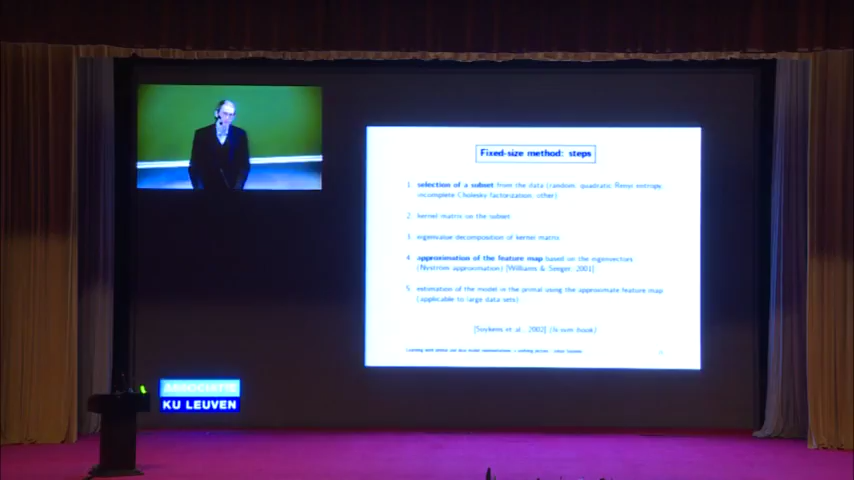 Fixed-size method: steps
1. selection of a subset from the data (random, quadratic Renyi entropy,
incomplete Cholesky factorization, other)
2. kernel matrix on the subset
3. eigenvalue decomposition of kernel matrix
4. approximation of the feature map based on the eigenvectors
(Nyström approximation) [Williams & Seeger, 2001]
5. estimation of the model in the primal using the approximate feature map
(applicable to large data sets)
[Suykens et al., 2002] (ls-svm book)
ASSOCIATIE
KU LEUVEN